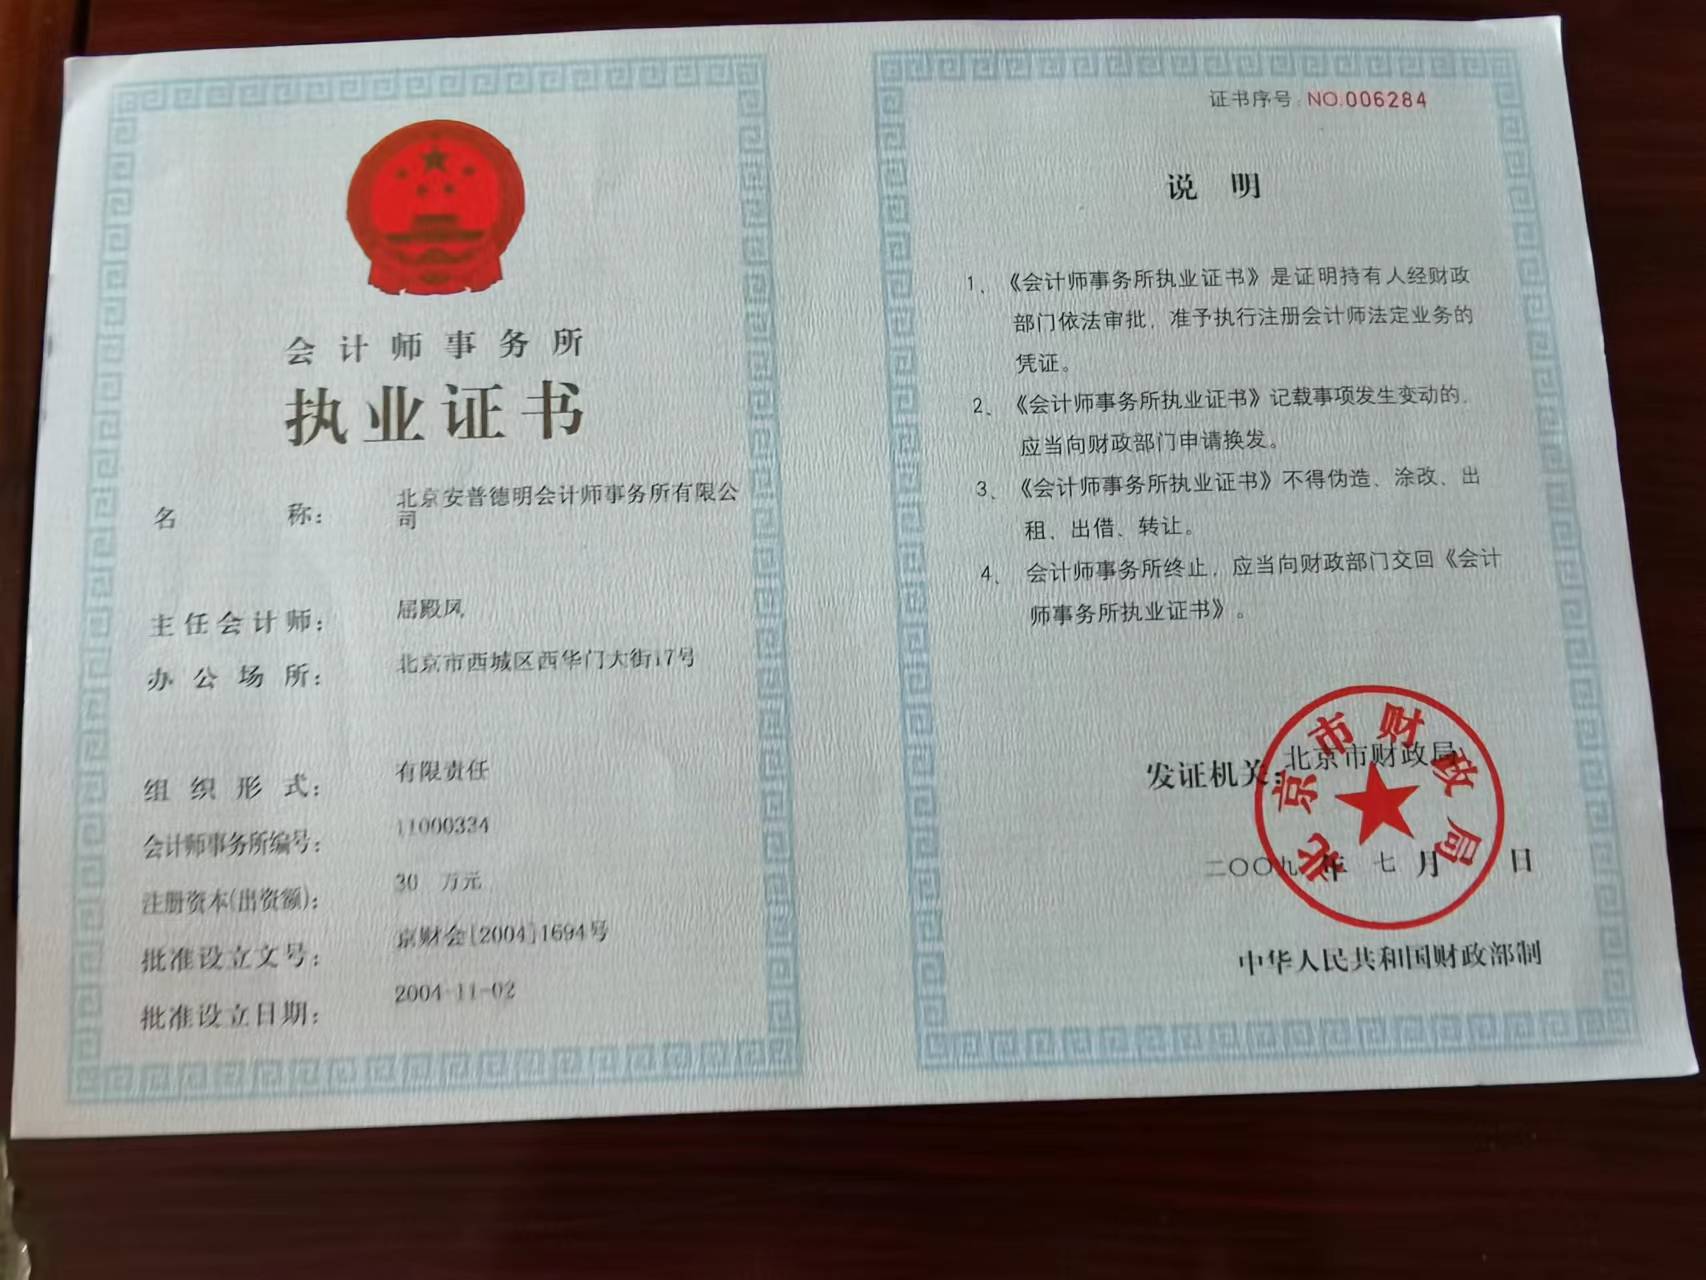 会计师事务所
执业证书
名称：北京安普德明会计师事务所有限公
司
主任会计师：屈殿凤
办公场所：北京市西城区西华门大街17号
组织形式：有限责任
会计师事务所编号：11000334
注册资本(出资额)：30 万元
批准设立文号：京财会[2004]1694号
批准设立日期：2004-11-02
证书序号：NO.006284
说 明
1、《会计师事务所执业证书》是证明持有人经财政
部门依法审批，准予执行注册会计师法定业务的
凭证。
2、《会计师事务所执业证书》记载事项发生变动的，
应当向财政部门申请换发。
3、《会计师事务所执业证书》不得伪造、涂改、出
租、出借、转让。
4、会计师事务所终止，应当向财政部门交回《会计
师事务所执业证书》。
发证机关：北京市财政局
北京市财政局
二〇〇九年 七 月 日
中华人民共和国财政部制